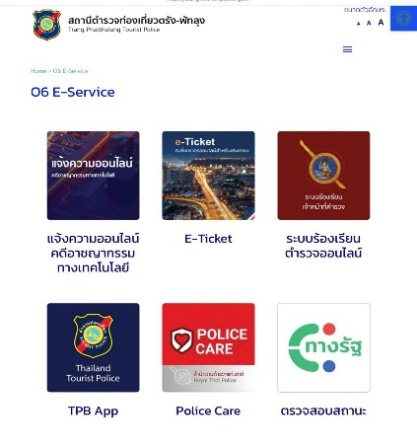 สถานีตำรวจท่องเที่ยวตรัง-พัทลุง
Trang-Phatthalung Tourist Police
ขนาดตัวอักษร
A A A
Home > O6 E-Service
O6 E-Service
แจ้งความออนไลน์
คดีอาชญากรรมทางเทคโนโลยี
e-Ticket
ระบบร้องเรียน
เจ้าหน้าที่ตำรวจ
แจ้งความออนไลน์
คดีอาชญากรรม
ทางเทคโนโลยี
E-Ticket
ระบบร้องเรียน
ตำรวจออนไลน์
Thailand
Tourist Police
POLICE
CARE
สำนักงานตำรวจแห่งชาติ
Royal Thai Police
ทางรัฐ
TPB App
Police Care
ตรวจสอบสถานะ